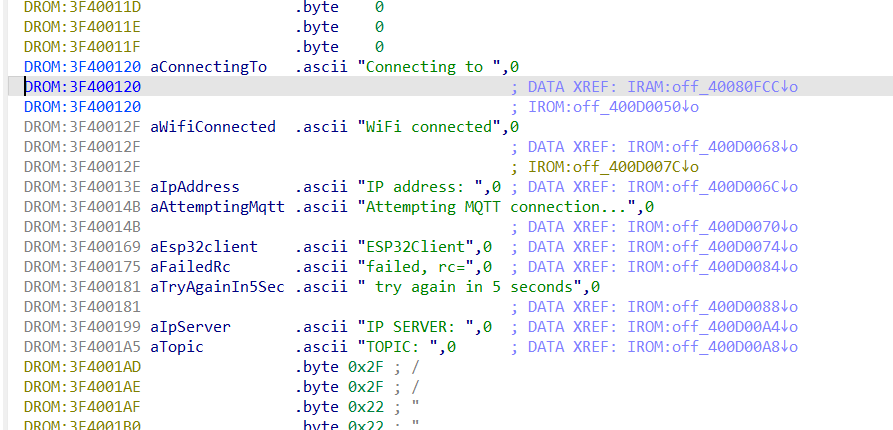 DROM:3F40011D .byte 0
DROM:3F40011E .byte 0
DROM:3F40011F .byte 0
DROM:3F400120 aConnectingTo .ascii "Connecting to ",0
DROM:3F400120 ; DATA XREF: IRAM:off_40080FCC↓o
DROM:3F400120 ; IROM:off_400D0050↓o
DROM:3F40012F aWifiConnected .ascii "WiFi connected",0
DROM:3F40012F ; DATA XREF: IROM:off_400D0068↓o
DROM:3F40012F ; IROM:off_400D007C↓o
DROM:3F40013E aIpAddress .ascii "IP address: ",0 ; DATA XREF: IROM:off_400D006C↓o
DROM:3F40014B aAttemptingMqtt .ascii "Attempting MQTT connection...",0
DROM:3F40014B ; DATA XREF: IROM:off_400D0070↓o
DROM:3F400169 aEsp32client .ascii "ESP32Client",0 ; DATA XREF: IROM:off_400D0074↓o
DROM:3F400175 aFailedRc .ascii "failed, rc=",0 ; DATA XREF: IROM:off_400D0084↓o
DROM:3F400181 aTryAgainIn5Sec .ascii " try again in 5 seconds",0
DROM:3F400181 ; DATA XREF: IROM:off_400D0088↓o
DROM:3F400199 aIpServer .ascii "IP SERVER: ",0 ; DATA XREF: IROM:off_400D00A4↓o
DROM:3F4001A5 aTopic .ascii "TOPIC: ",0 ; DATA XREF: IROM:off_400D00A8↓o
DROM:3F4001AD .byte 0x2F ; /
DROM:3F4001AE .byte 0x2F ; /
DROM:3F4001AF .byte 0x22 ; "
DROM:3F4001B0 .byte 0x22 ; "